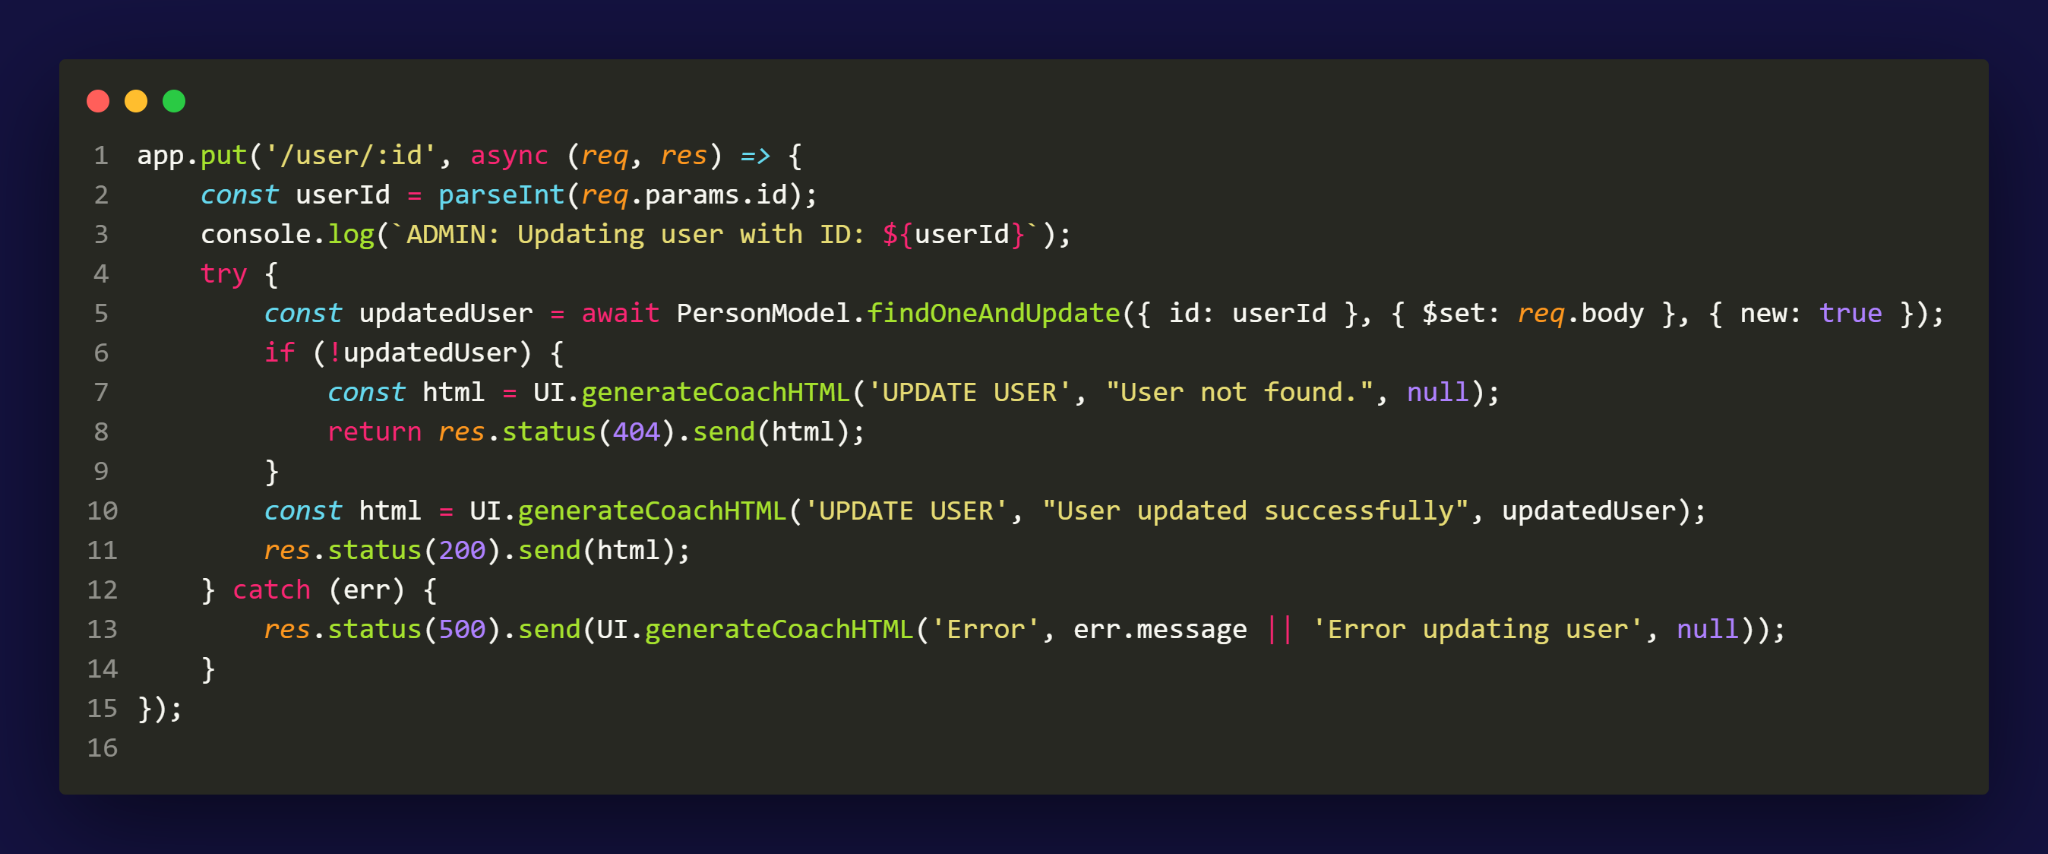 1 app.put('/user/:id', async (req, res) => {
2     const userId = parseInt(req.params.id);
3     console.log(`ADMIN: Updating user with ID: ${userId}`);
4     try {
5         const updatedUser = await PersonModel.findOneAndUpdate({ id: userId }, { $set: req.body }, { new: true });
6         if (!updatedUser) {
7             const html = UI.generateCoachHTML('UPDATE USER', "User not found.", null);
8             return res.status(404).send(html);
9         }
10         const html = UI.generateCoachHTML('UPDATE USER', "User updated successfully", updatedUser);
11         res.status(200).send(html);
12     } catch (err) {
13         res.status(500).send(UI.generateCoachHTML('Error', err.message || 'Error updating user', null));
14     }
15 });
16